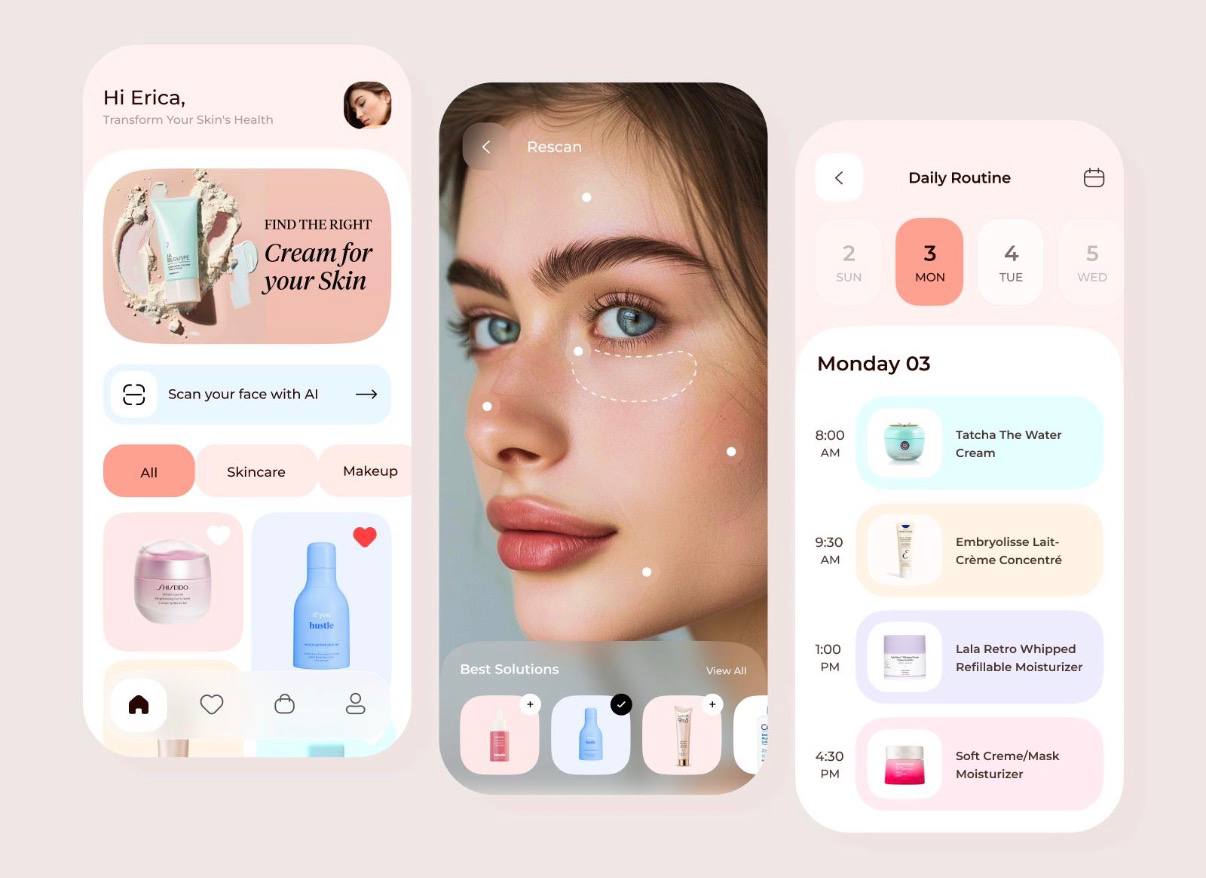 Hi Erica,
Transform Your Skin's Health
FIND THE RIGHT
Cream for
your Skin
Scan your face with AI
All
Skincare
Makeup
SHISEIDO
hustle
Rescan
Best Solutions
View All
Daily Routine
2
SUN
3
MON
4
TUE
5
WED
Monday 03
8:00
AM
Tatcha The Water
Cream
9:30
AM
Embryolisse Lait-
Crème Concentré
1:00
PM
Lala Retro Whipped
Refillable Moisturizer
4:30
PM
Soft Creme/Mask
Moisturizer